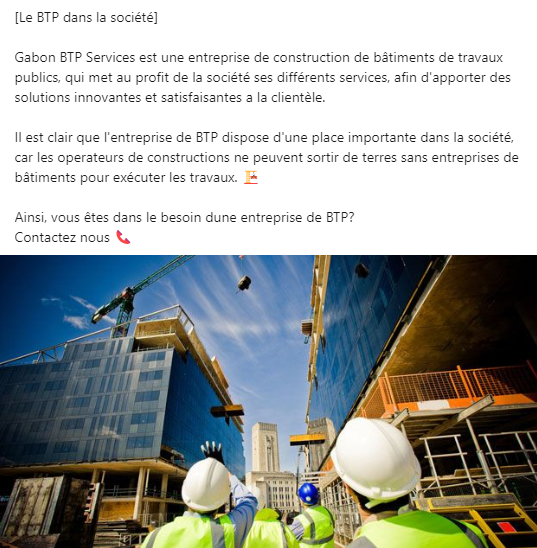 [Le BTP dans la société]
Gabon BTP Services est une entreprise de construction de bâtiments de travaux
publics, qui met au profit de la société ses différents services, afin d'apporter des
solutions innovantes et satisfaisantes a la clientèle.
Il est clair que l'entreprise de BTP dispose d'une place importante dans la société,
car les operateurs de constructions ne peuvent sortir de terres sans entreprises de
bâtiments pour exécuter les travaux. 🏗️
Ainsi, vous êtes dans le besoin dune entreprise de BTP?
Contactez nous 📞